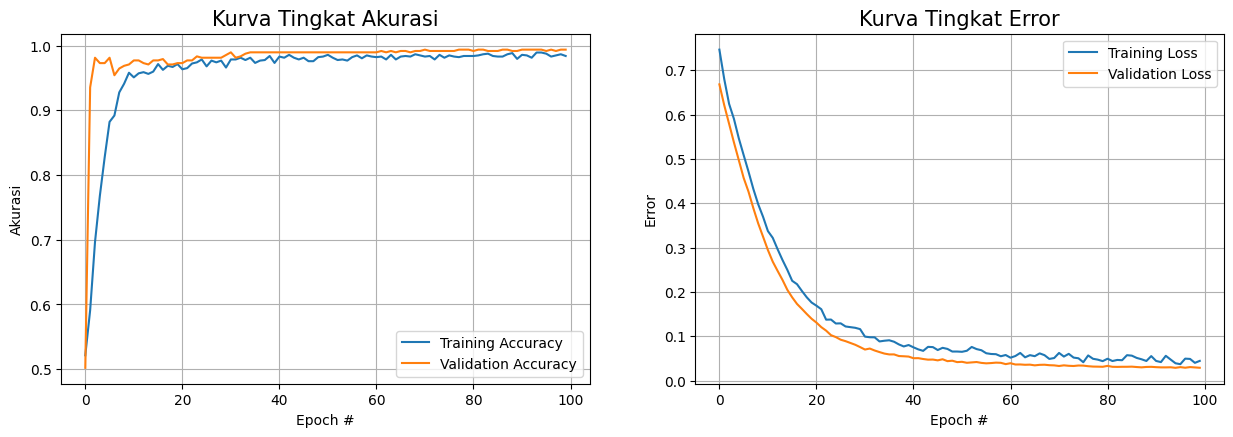 Kurva Tingkat Akurasi
1.0
0.9
0.8
0.7
0.6
0.5
Akurasi
0 20 40 60 80 100
Epoch #
Training Accuracy
Validation Accuracy
Kurva Tingkat Error
0.7
0.6
0.5
0.4
0.3
0.2
0.1
0.0
Error
0 20 40 60 80 100
Epoch #
Training Loss
Validation Loss